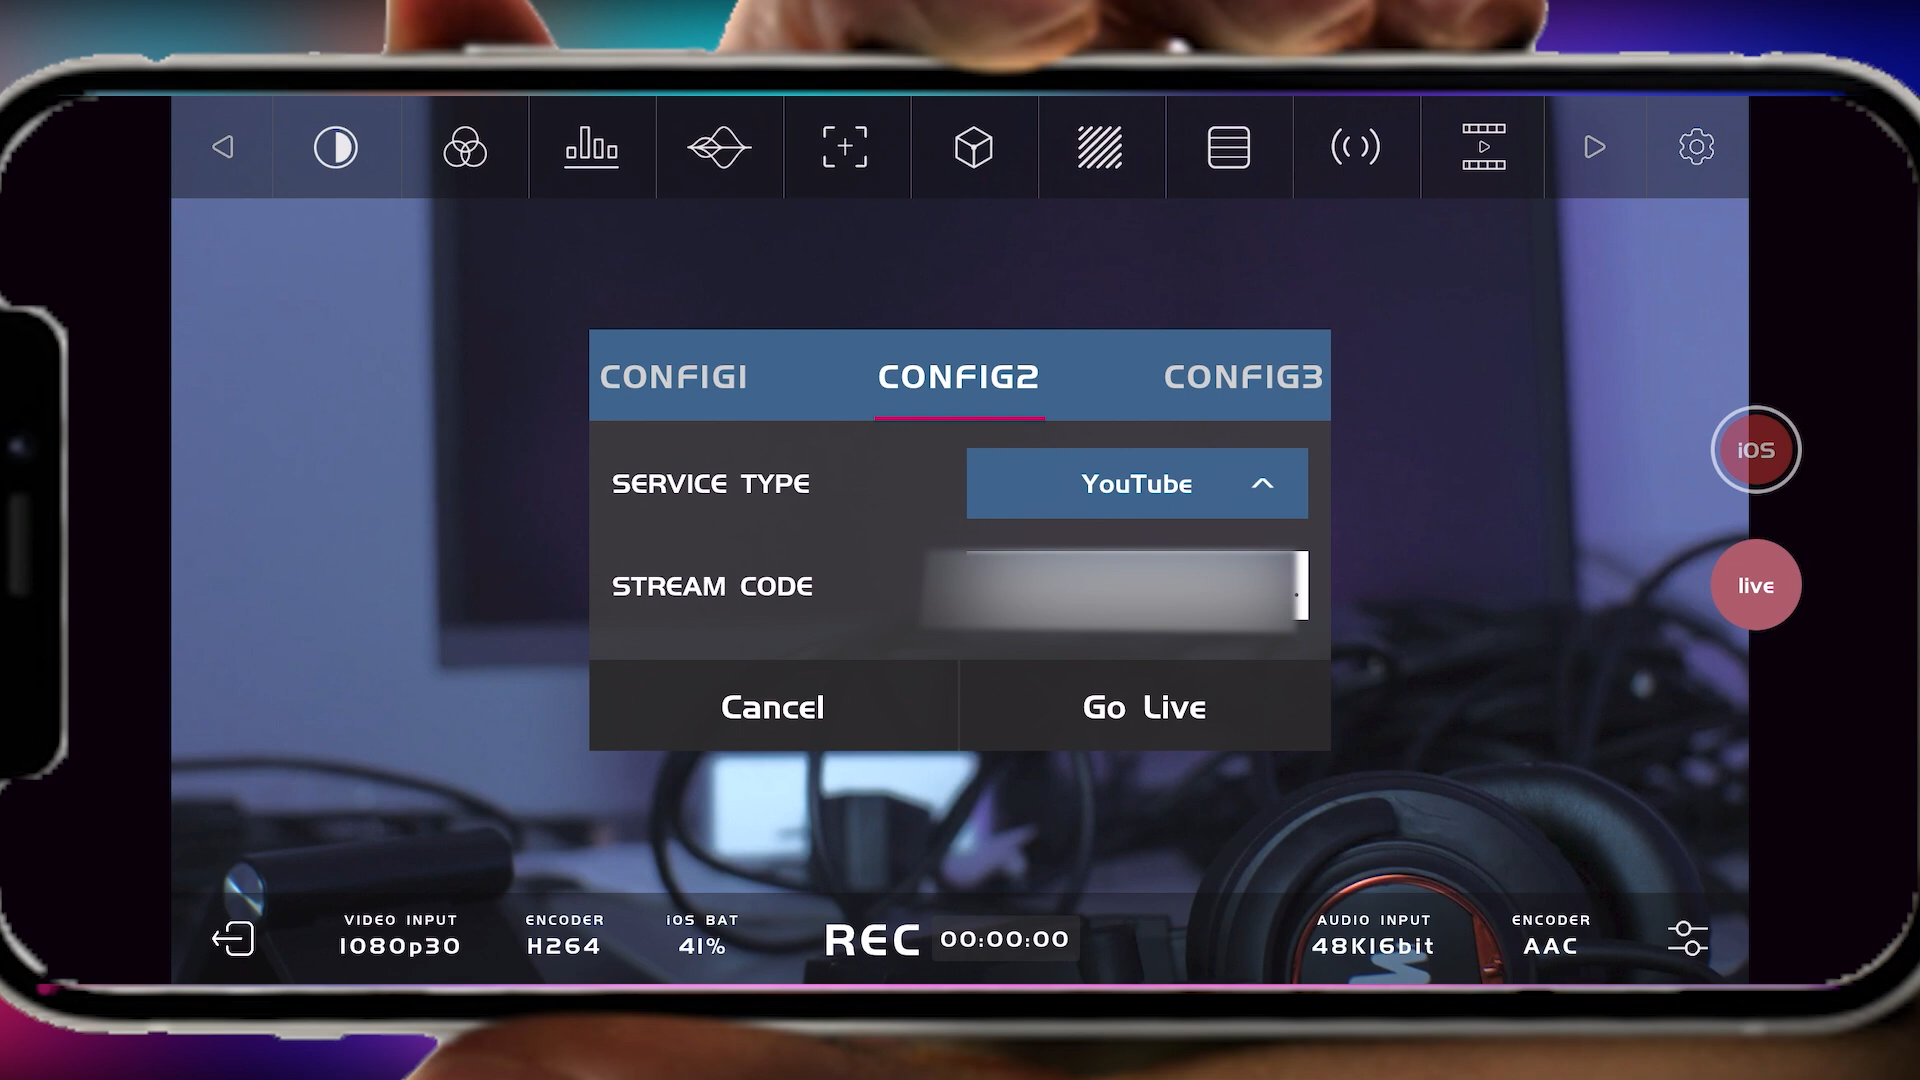 CONFIG1 CONFIG2 CONFIG3
SERVICE TYPE YouTube
STREAM CODE
Cancel Go Live
iOS
live
VIDEO INPUT ENCODER iOS BAT AUDIO INPUT ENCODER
1080p30 H264 41% REC 00:00:00 48K16bit AAC